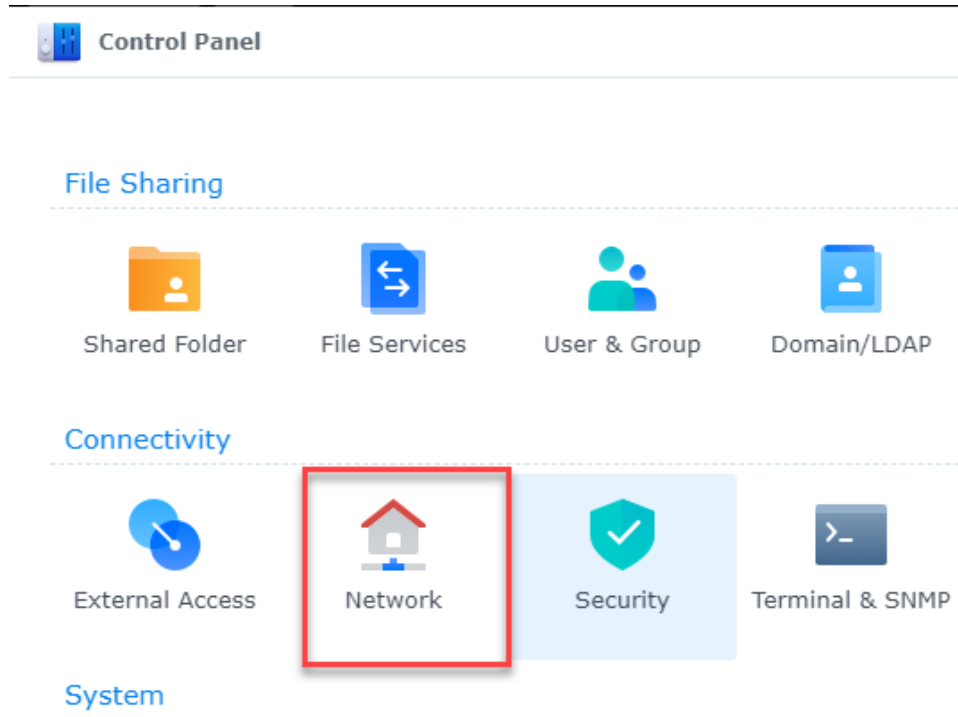 Control Panel
File Sharing
Shared Folder File Services User & Group Domain/LDAP
Connectivity
External Access Network Security Terminal & SNMP
System